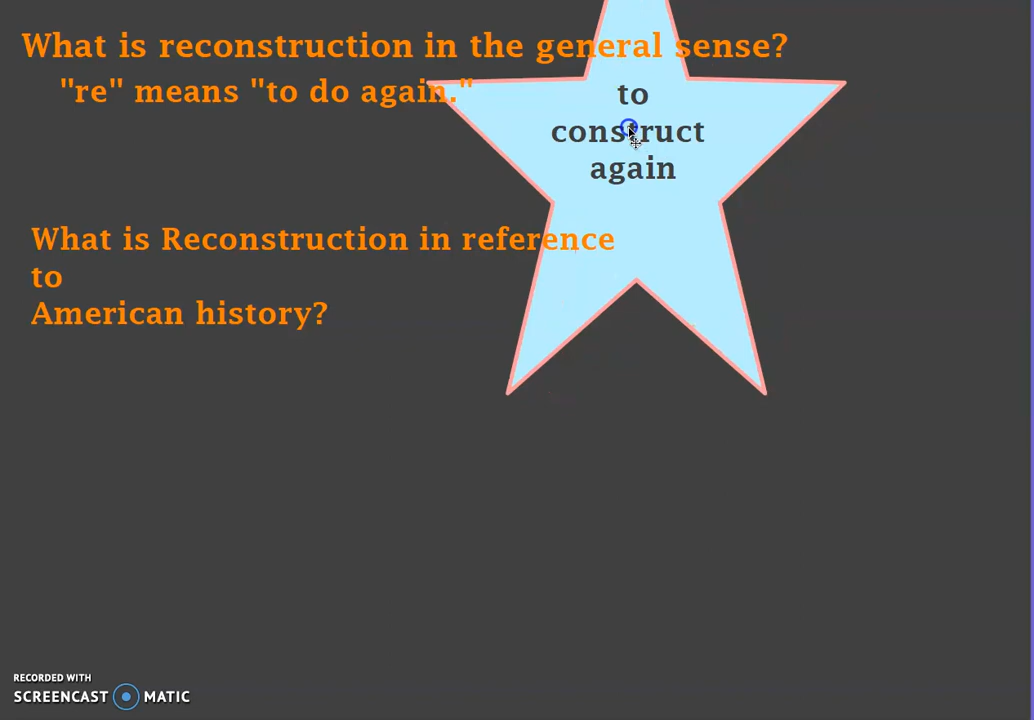 What is reconstruction in the general sense?
"re" means "to do again."
to
construct
again
What is Reconstruction in reference
to
American history?
RECORDED WITH
SCREENCAST MATIC